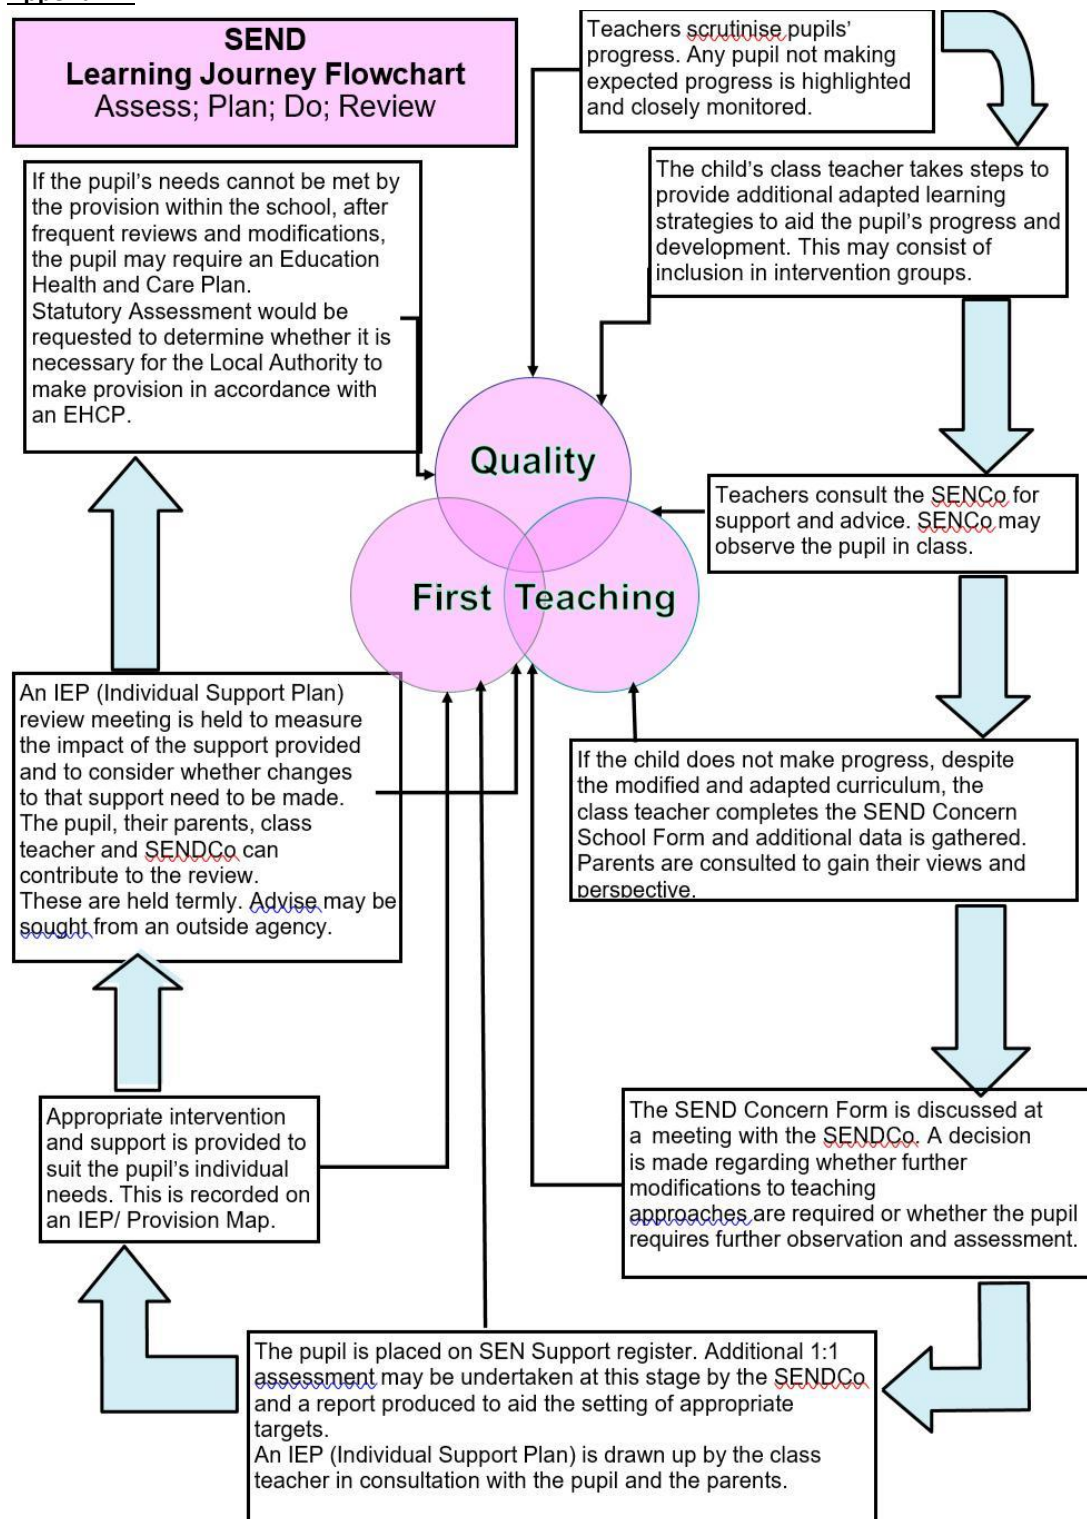 SEND
Learning Journey Flowchart
Assess; Plan; Do; Review
Teachers scrutinise pupils’
progress. Any pupil not making
expected progress is highlighted
and closely monitored.
The child’s class teacher takes steps to
provide additional adapted learning
strategies to aid the pupil’s progress and
development. This may consist of
inclusion in intervention groups.
Teachers consult the SENCo for
support and advice. SENCo may
observe the pupil in class.
If the child does not make progress, despite
the modified and adapted curriculum, the
class teacher completes the SEND Concern
School Form and additional data is gathered.
Parents are consulted to gain their views and
perspective.
The SEND Concern Form is discussed at
a meeting with the SENDCo. A decision
is made regarding whether further
modifications to teaching
approaches are required or whether the pupil
requires further observation and assessment.
The pupil is placed on SEN Support register. Additional 1:1
assessment may be undertaken at this stage by the SENDCo
and a report produced to aid the setting of appropriate
targets.
An IEP (Individual Support Plan) is drawn up by the class
teacher in consultation with the pupil and the parents.
Appropriate intervention
and support is provided to
suit the pupil’s individual
needs. This is recorded on
an IEP/ Provision Map.
An IEP (Individual Support Plan)
review meeting is held to measure
the impact of the support provided
and to consider whether changes
to that support need to be made.
The pupil, their parents, class
teacher and SENDCo can
contribute to the review.
These are held termly. Advise may be
sought from an outside agency.
If the pupil’s needs cannot be met by
the provision within the school, after
frequent reviews and modifications,
the pupil may require an Education
Health and Care Plan.
Statutory Assessment would be
requested to determine whether it is
necessary for the Local Authority to
make provision in accordance with
an EHCP.
Quality
First Teaching